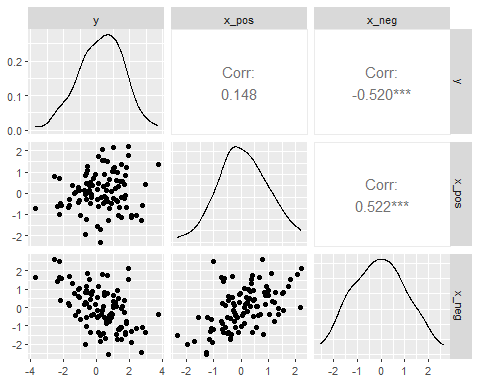 y x_pos x_neg
0.2
0.1
0.0
Corr:
0.148
Corr:
-0.520***
y
2
1
0
-1
-2
Corr:
0.522***
x_pos
2
1
0
-1
-2
x_neg
-4 -2 0 2 4 -2 -1 0 1 2 -2 -1 0 1 2